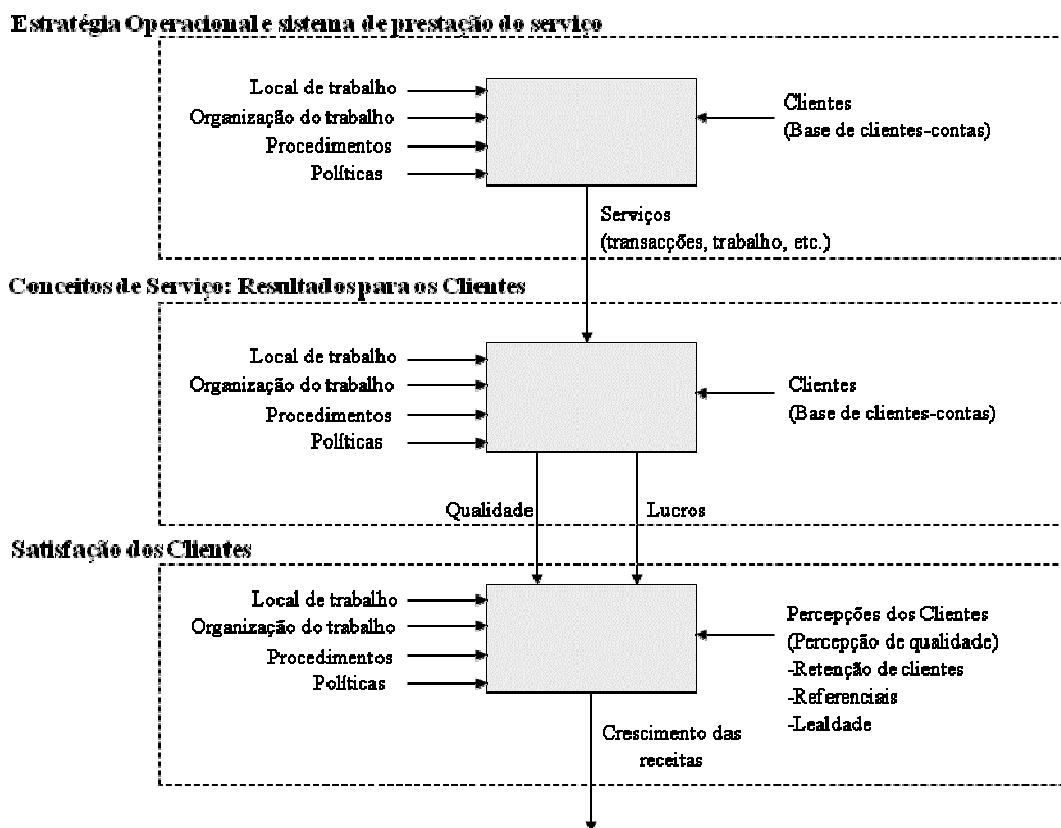 Estratégia Operacional e sistema de prestação do serviço
Local de trabalho
Organização do trabalho
Procedimentos
Políticas
Clientes
(Base de clientes-contas)
Serviços
(transacções, trabalho, etc.)
Conceitos de Serviço: Resultados para os Clientes
Local de trabalho
Organização do trabalho
Procedimentos
Políticas
Clientes
(Base de clientes-contas)
Qualidade
Lucros
Satisfação dos Clientes
Local de trabalho
Organização do trabalho
Procedimentos
Políticas
Percepções dos Clientes
(Percepção de qualidade)
-Retenção de clientes
-Referenciais
-Lealdade
Crescimento das
receitas